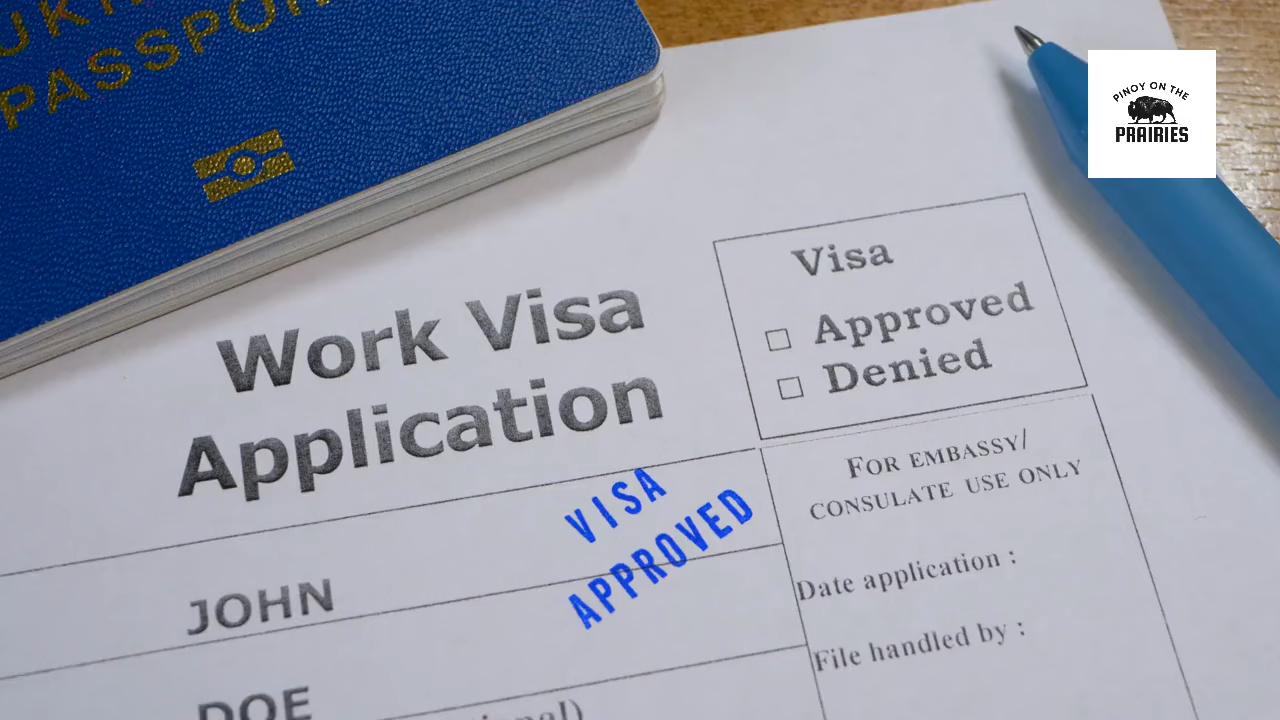 PASSPO
PINOY ON THE
PRAIRIES
Visa
Approved
Denied
Work Visa
Application
FOR EMBASSY/
CONSULATE USE ONLY
VISA
APPROVED
Date application :
JOHN
File handled by :
DOE